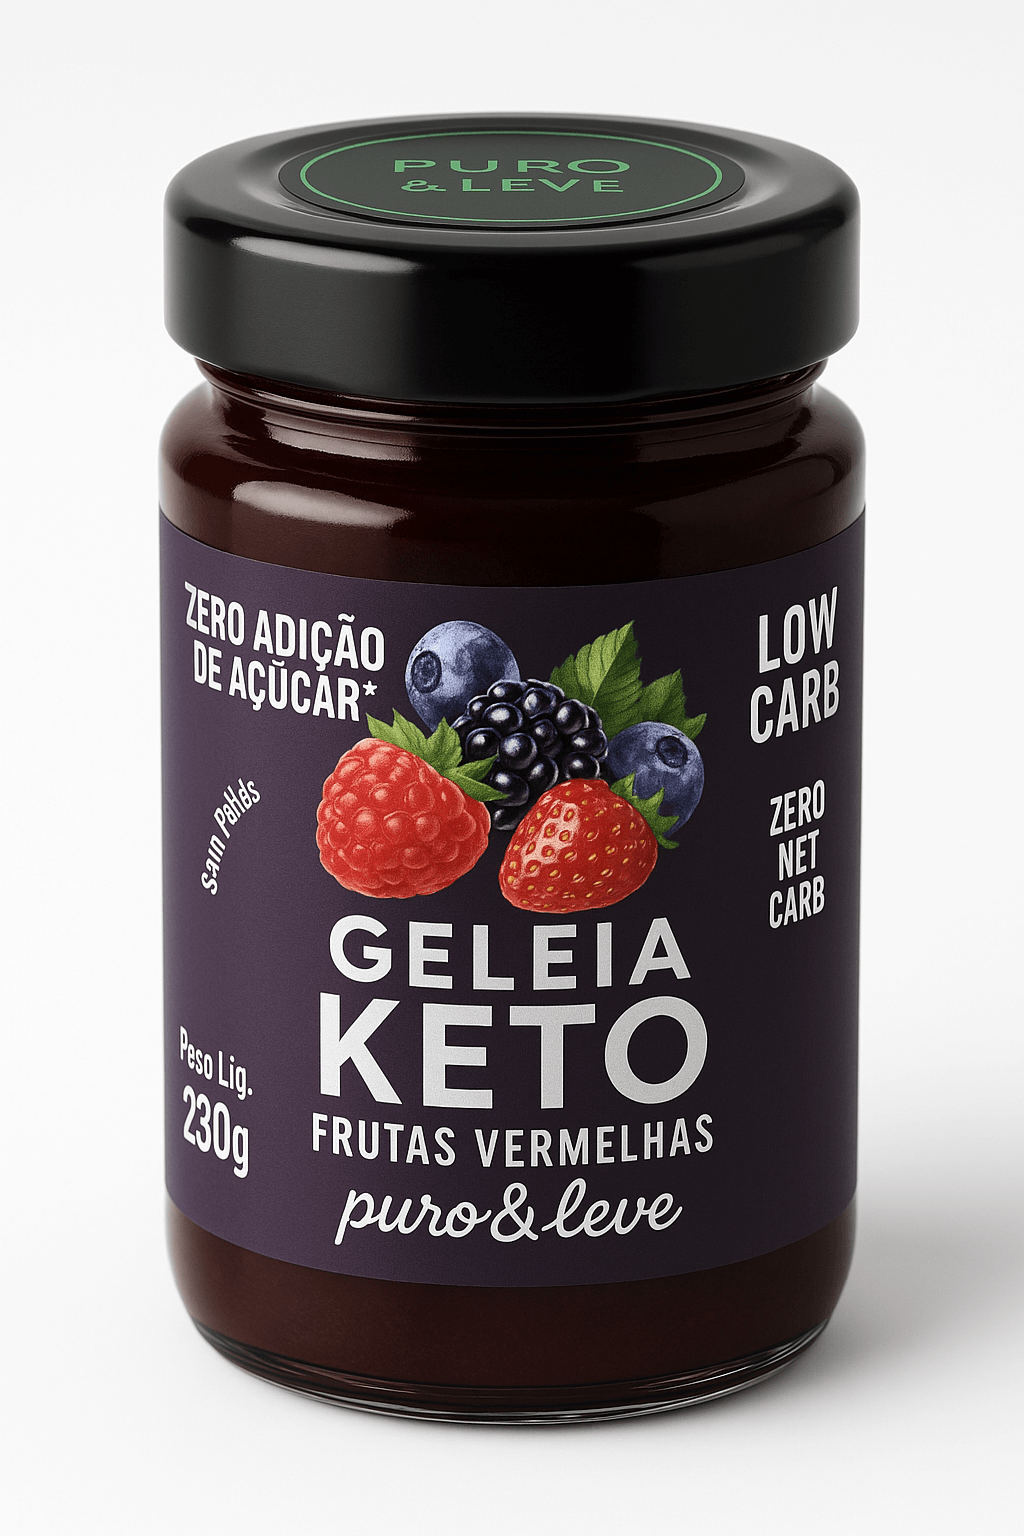 PURO
& LEVE
ZERO ADIÇÃO
DE AÇÚCAR*
LOW
CARB
ZERO
NET
CARB
GELEIA
KETO
FRUTAS VERMELHAS
puro&leve
Peso Lig.
230g